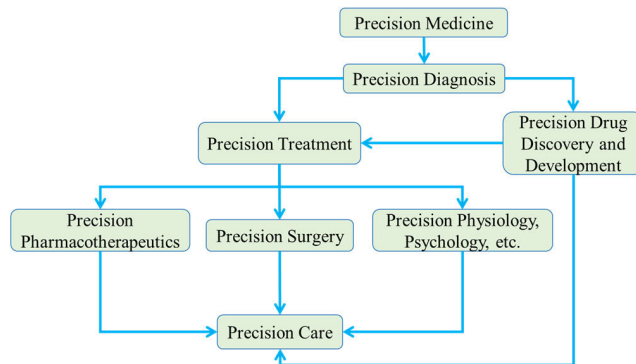 Precision Medicine
Precision Diagnosis
Precision Treatment
Precision Drug
Discovery and
Development
Precision
Pharmacotherapeutics
Precision Surgery
Precision Physiology,
Psychology, etc.
Precision Care